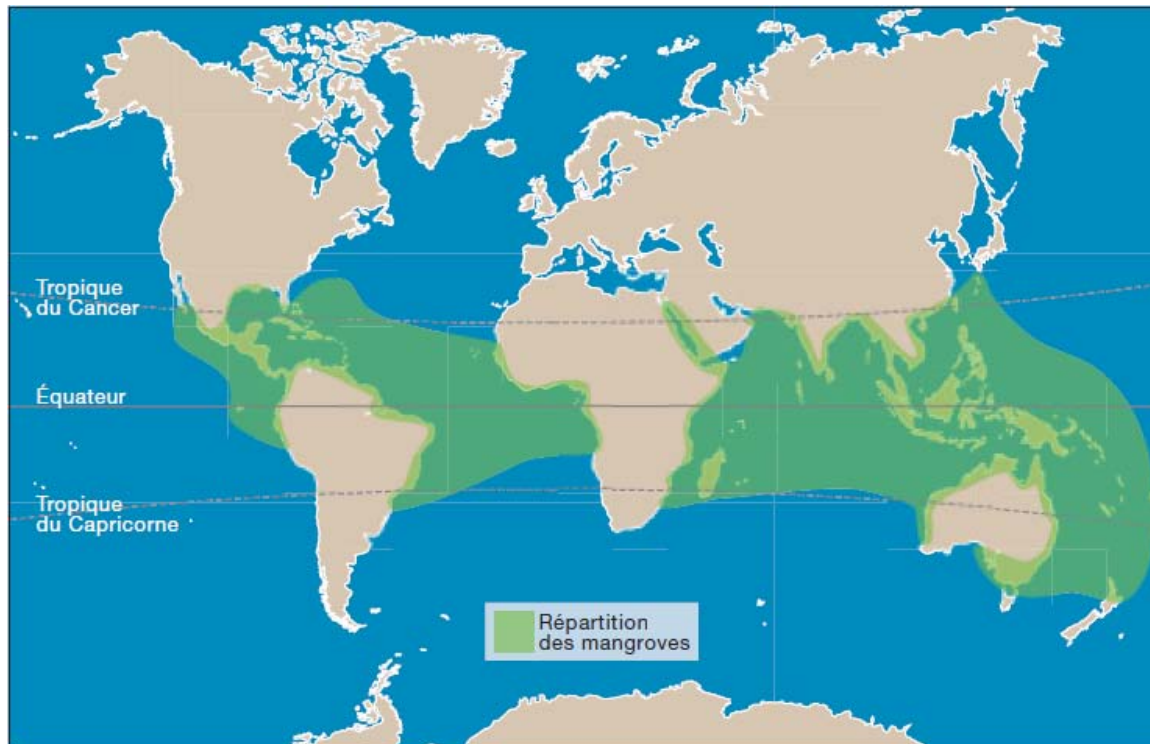 Tropique
du Cancer
Équateur
Tropique
du Capricorne
Répartition
des mangroves